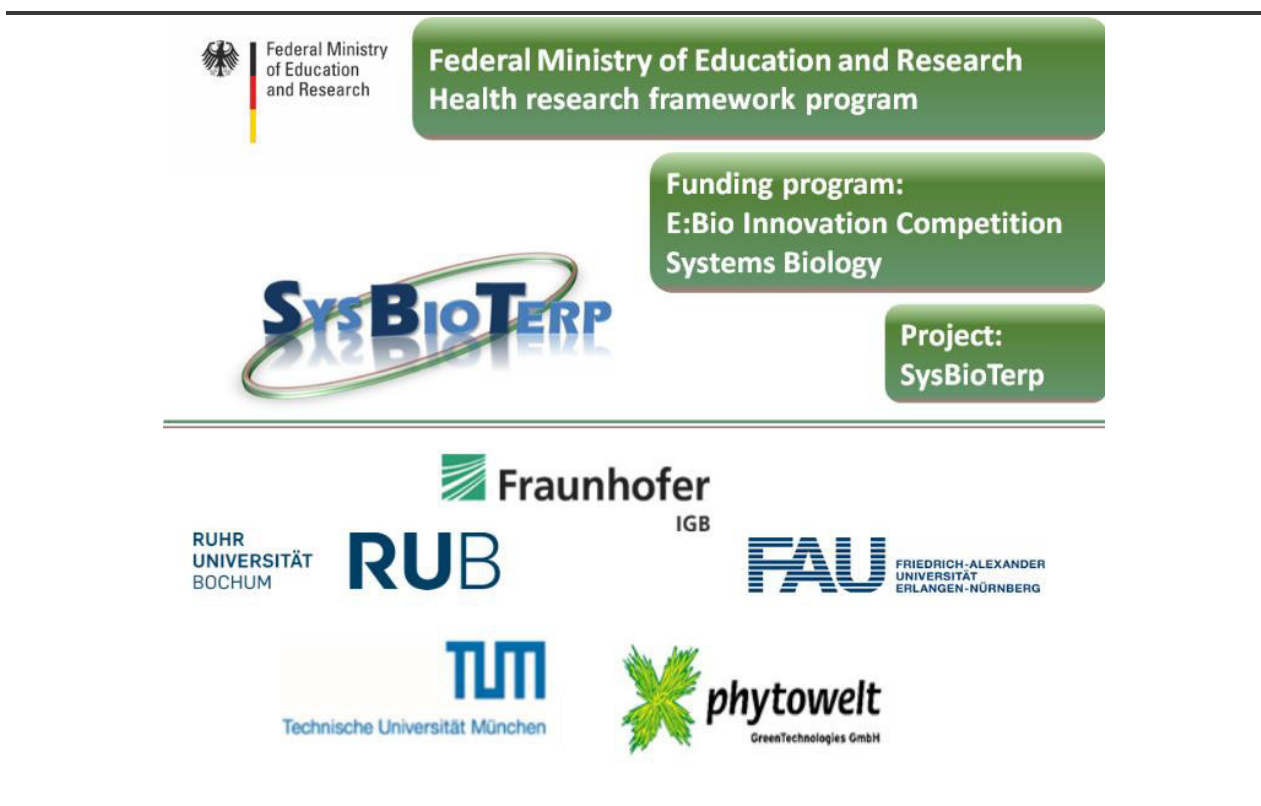 Federal Ministry
of Education
and Research
Federal Ministry of Education and Research
Health research framework program
Funding program:
E:Bio Innovation Competition
Systems Biology
SYSBIOTERP
Project:
SysBioTerp
Fraunhofer
IGB
RUHR
UNIVERSITÄT
BOCHUM
RUB
FAU
FRIEDRICH-ALEXANDER
UNIVERSITÄT
ERLANGEN-NÜRNBERG
TUM
Technische Universität München
phytowelt
GreenTechnologies GmbH